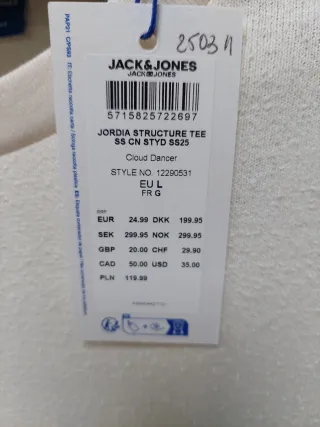 2503 п
JACK&JONES
JACK&JONES
5715825722697
JORDIA STRUCTURE TEE
SS CN STYD SS25
Cloud Dancer
STYLE NO. 12290531
EU L
FR G
RRP
EUR 24.99 DKK 199.95
SEK 299.95 NOK 299.95
GBP 20.00 CHF 29.90
CAD 50.00 USD 35.00
PLN 119.99